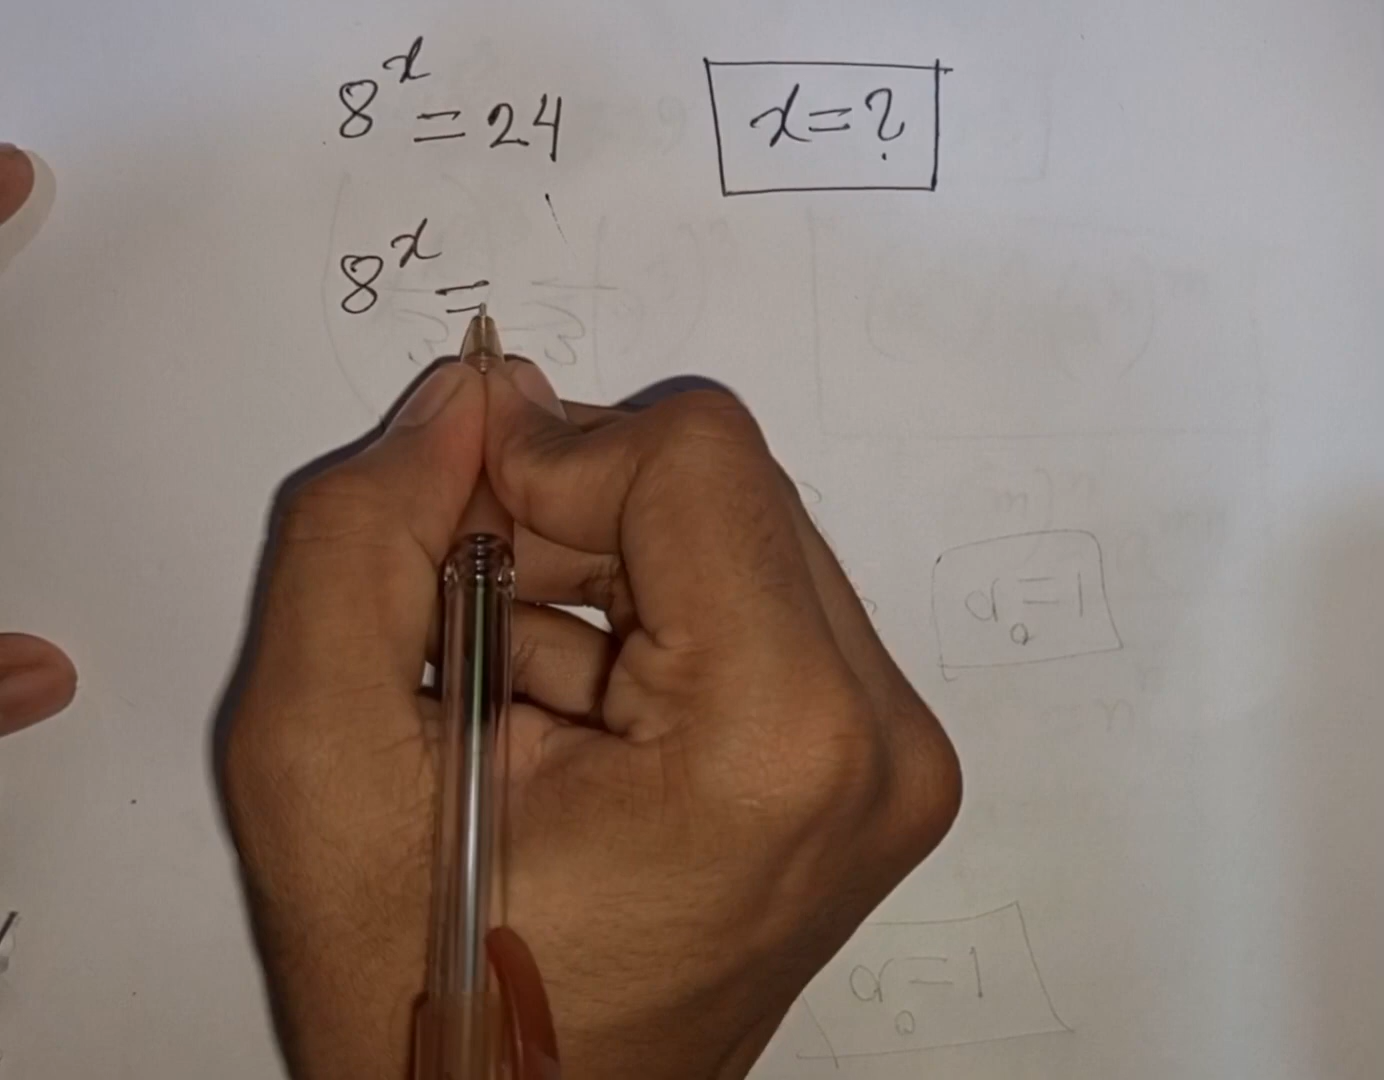 8^x = 24
x = ?
8^x =